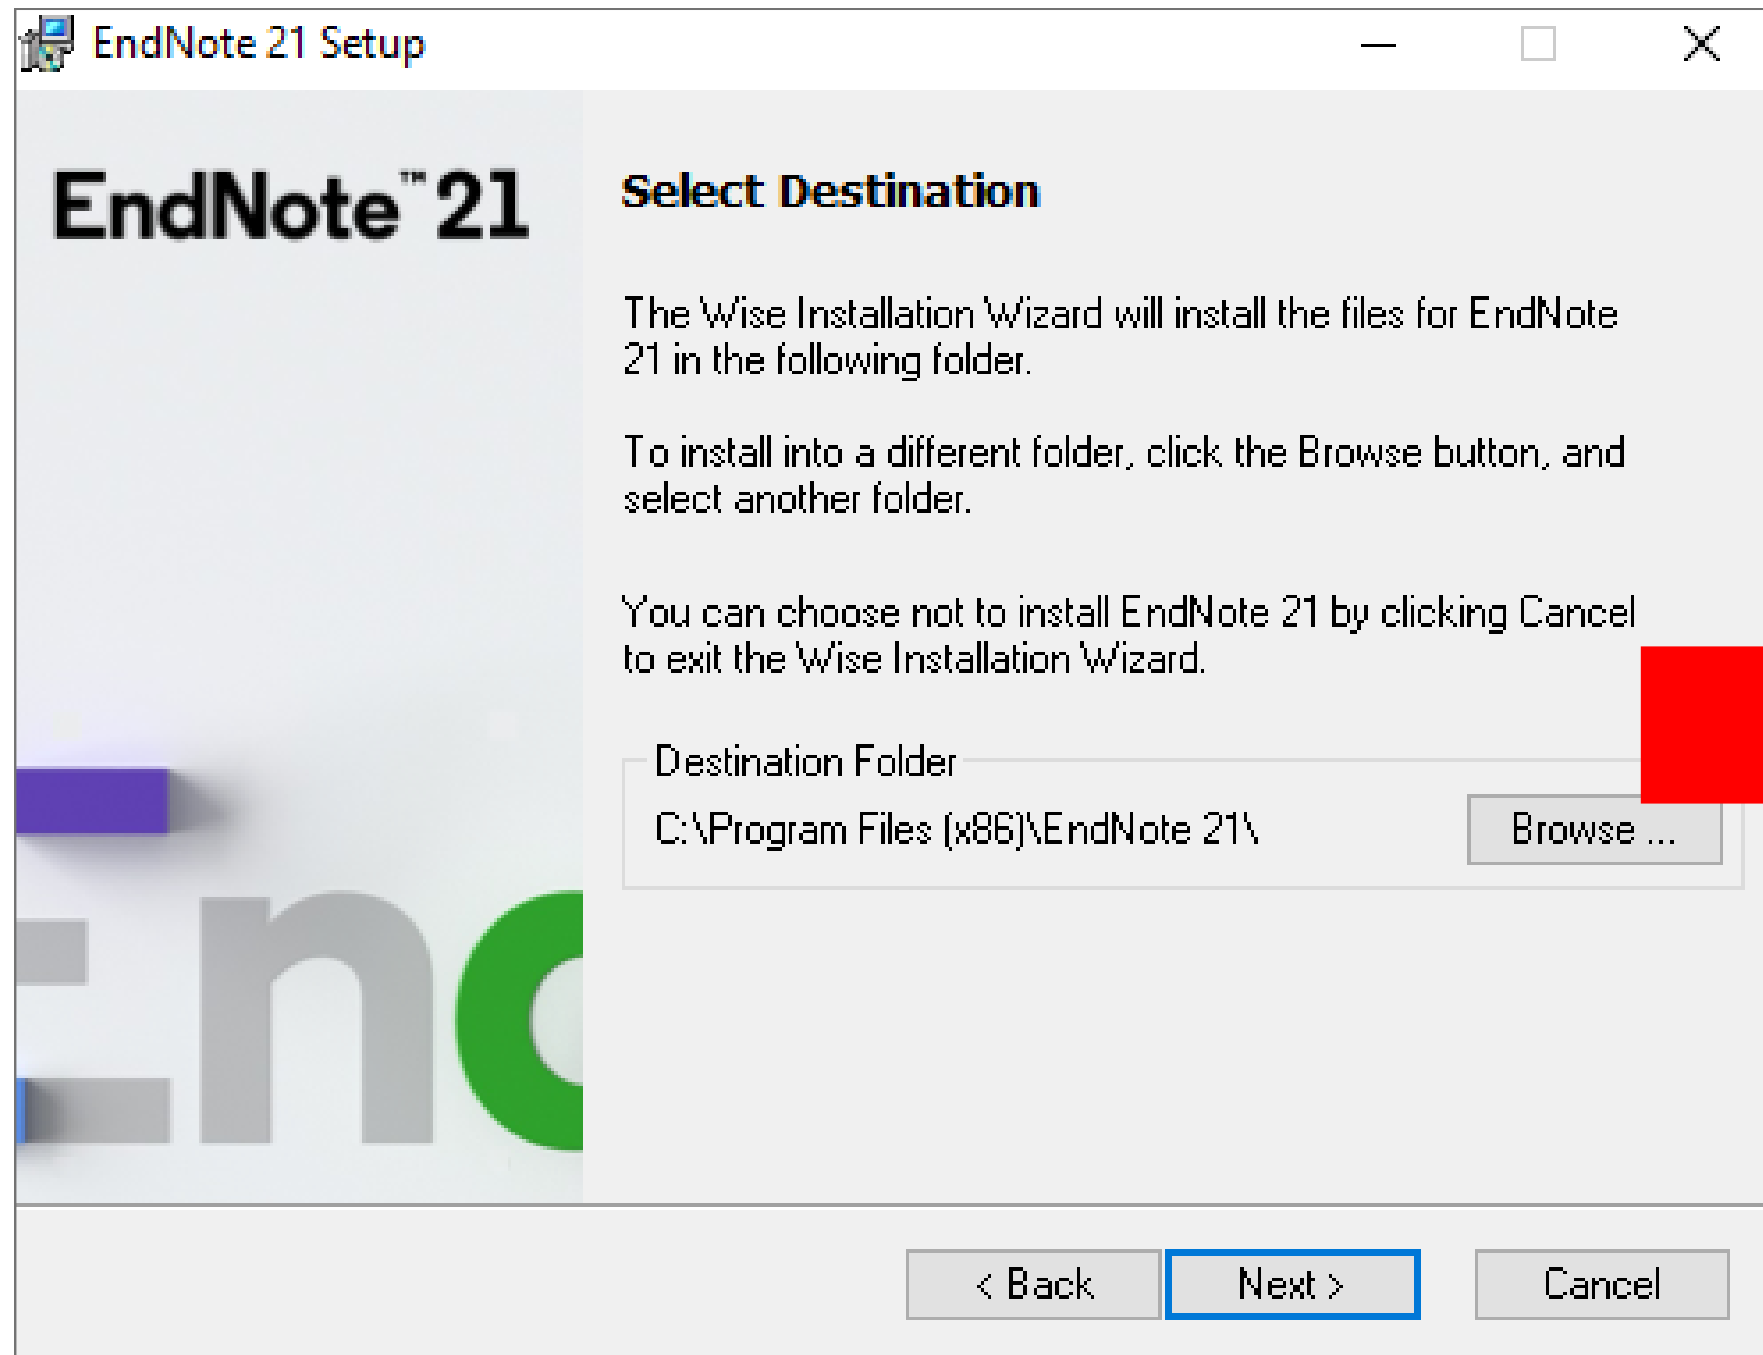 EndNote 21 Setup
EndNote™21
Select Destination
The Wise Installation Wizard will install the files for EndNote
21 in the following folder.
To install into a different folder, click the Browse button, and
select another folder.
You can choose not to install EndNote 21 by clicking Cancel
to exit the Wise Installation Wizard.
Destination Folder
C:\Program Files (x86)\EndNote 21\
Browse ...
Enc
< Back
Next >
Cancel